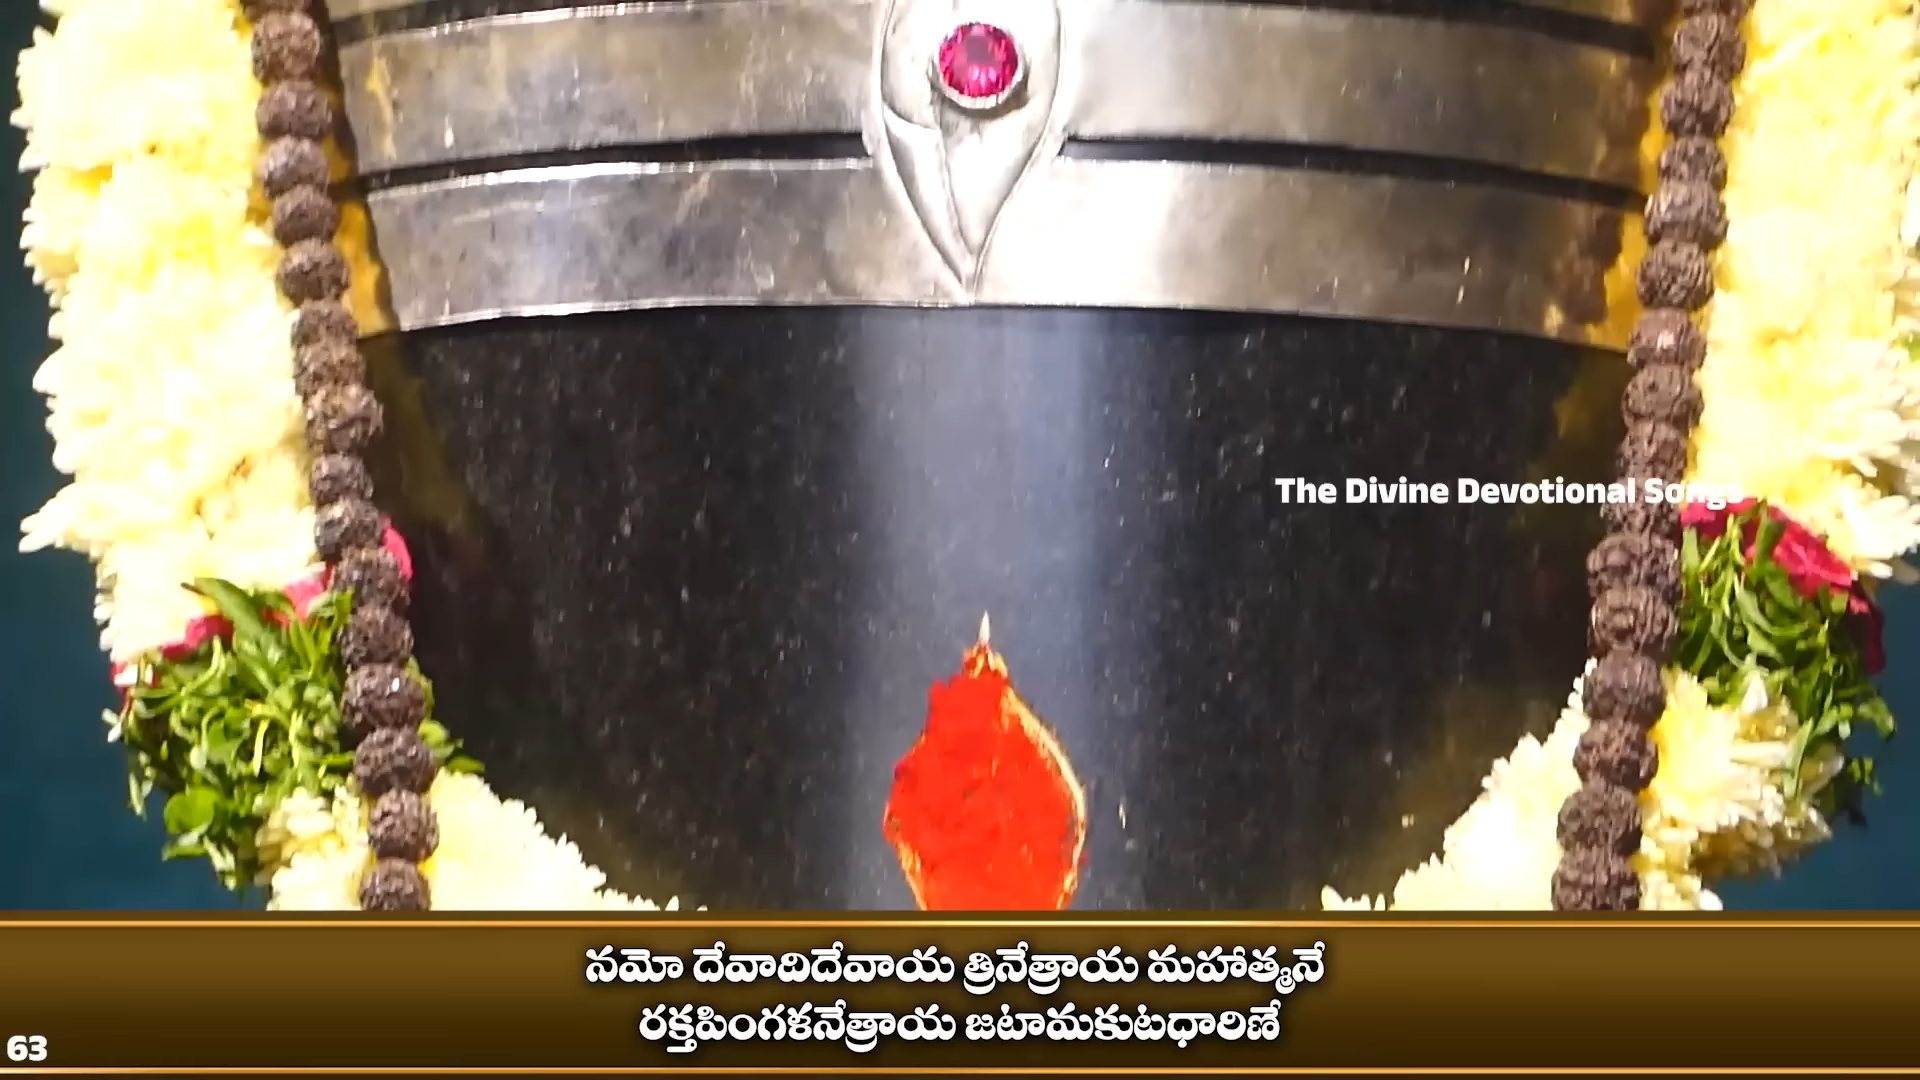 The Divine Devotional Songs
నమో దేవాదిదేవాయ త్రినేత్రాయ మహాత్మనే
రక్తపింగళనేత్రాయ జటామకుటధారిణే
63